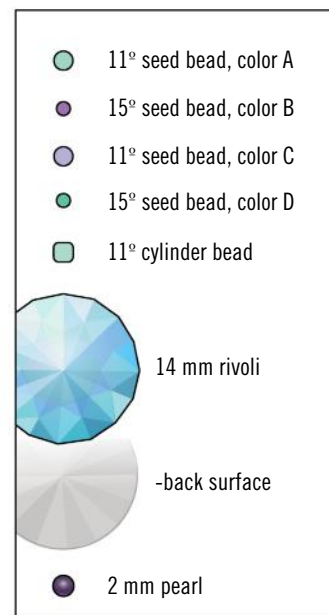 11º seed bead, color A
15º seed bead, color B
11º seed bead, color C
15º seed bead, color D
11º cylinder bead
14 mm rivoli
-back surface
2 mm pearl